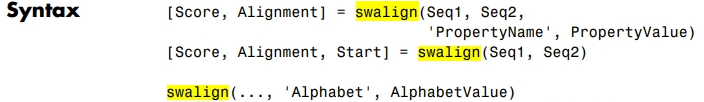 Syntax
[Score, Alignment] = swalign(Seq1, Seq2,
'PropertyName', PropertyValue)
[Score, Alignment, Start] = swalign(Seq1, Seq2)
swalign(..., 'Alphabet', AlphabetValue)